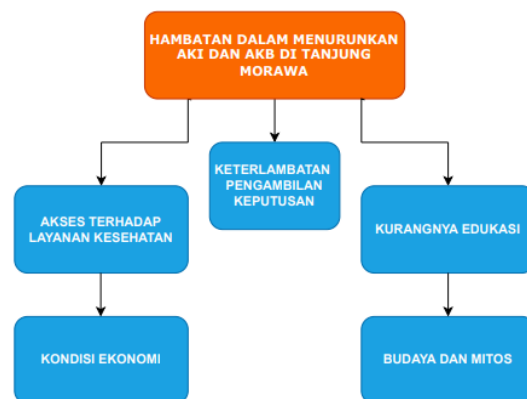 HAMBATAN DALAM MENURUNKAN
AKI DAN AKB DI TANJUNG
MORAWA
KETERLAMBATAN
PENGAMBILAN
KEPUTUSAN
AKSES TERHADAP
LAYANAN KESEHATAN
KURANGNYA EDUKASI
KONDISI EKONOMI
BUDAYA DAN MITOS